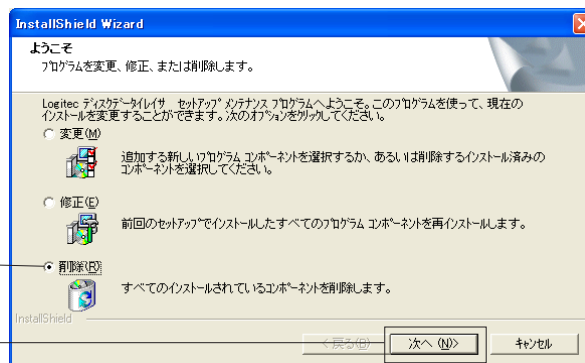 InstallShield Wizard
ようこそ
プログラムを変更、修正、または削除します。
Logitec ディスクデータイレイサ セットアップ メンテナンス プログラムへようこそ。このプログラムを使って、現在の
インストールを変更することができます。次のオプションをクリックしてください。
変更(M)
追加する新しいプログラム コンポーネントを選択するか、あるいは削除するインストール済みの
コンポーネントを選択してください。
修正(E)
前回のセットアップでインストールしたすべてのプログラム コンポーネントを再インストールします。
削除(R)
すべてのインストールされているコンポーネントを削除します。
InstallShield
< 戻る(B)
次へ (N)>
キャンセル